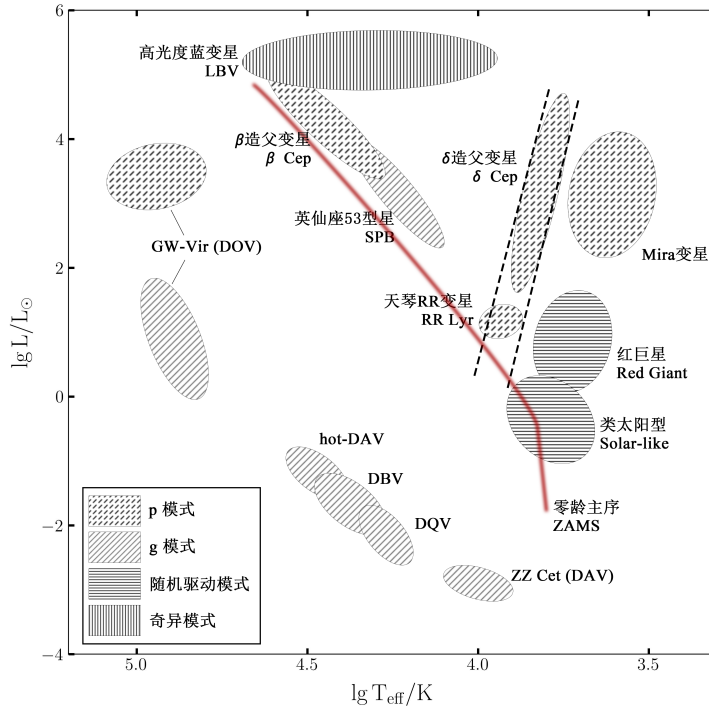 6
4
2
0
−2
−4
lg L/L⊙
高光度蓝变星
LBV
β造父变星
β Cep
δ造父变星
δ Cep
英仙座53型星
SPB
GW-Vir (DOV)
Mira变星
天琴RR变星
RR Lyr
红巨星
Red Giant
类太阳型
Solar-like
hot-DAV
DBV
DQV
零龄主序
ZAMS
ZZ Cet (DAV)
p 模式
g 模式
随机驱动模式
奇异模式
5.0
4.5
4.0
3.5
lg Teff/K